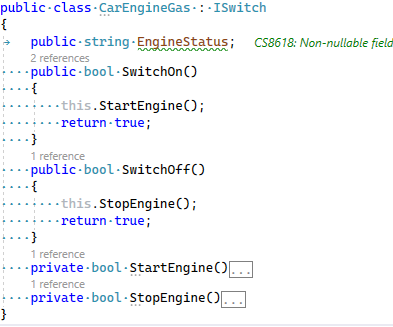 public class CarEngineGas : ISwitch
{
public string EngineStatus; CS8618: Non-nullable field
2 references
public bool SwitchOn()
{
this.StartEngine();
return true;
}
1 reference
public bool SwitchOff()
{
this.StopEngine();
return true;
}
1 reference
private bool StartEngine()...
1 reference
private bool StopEngine()...
}